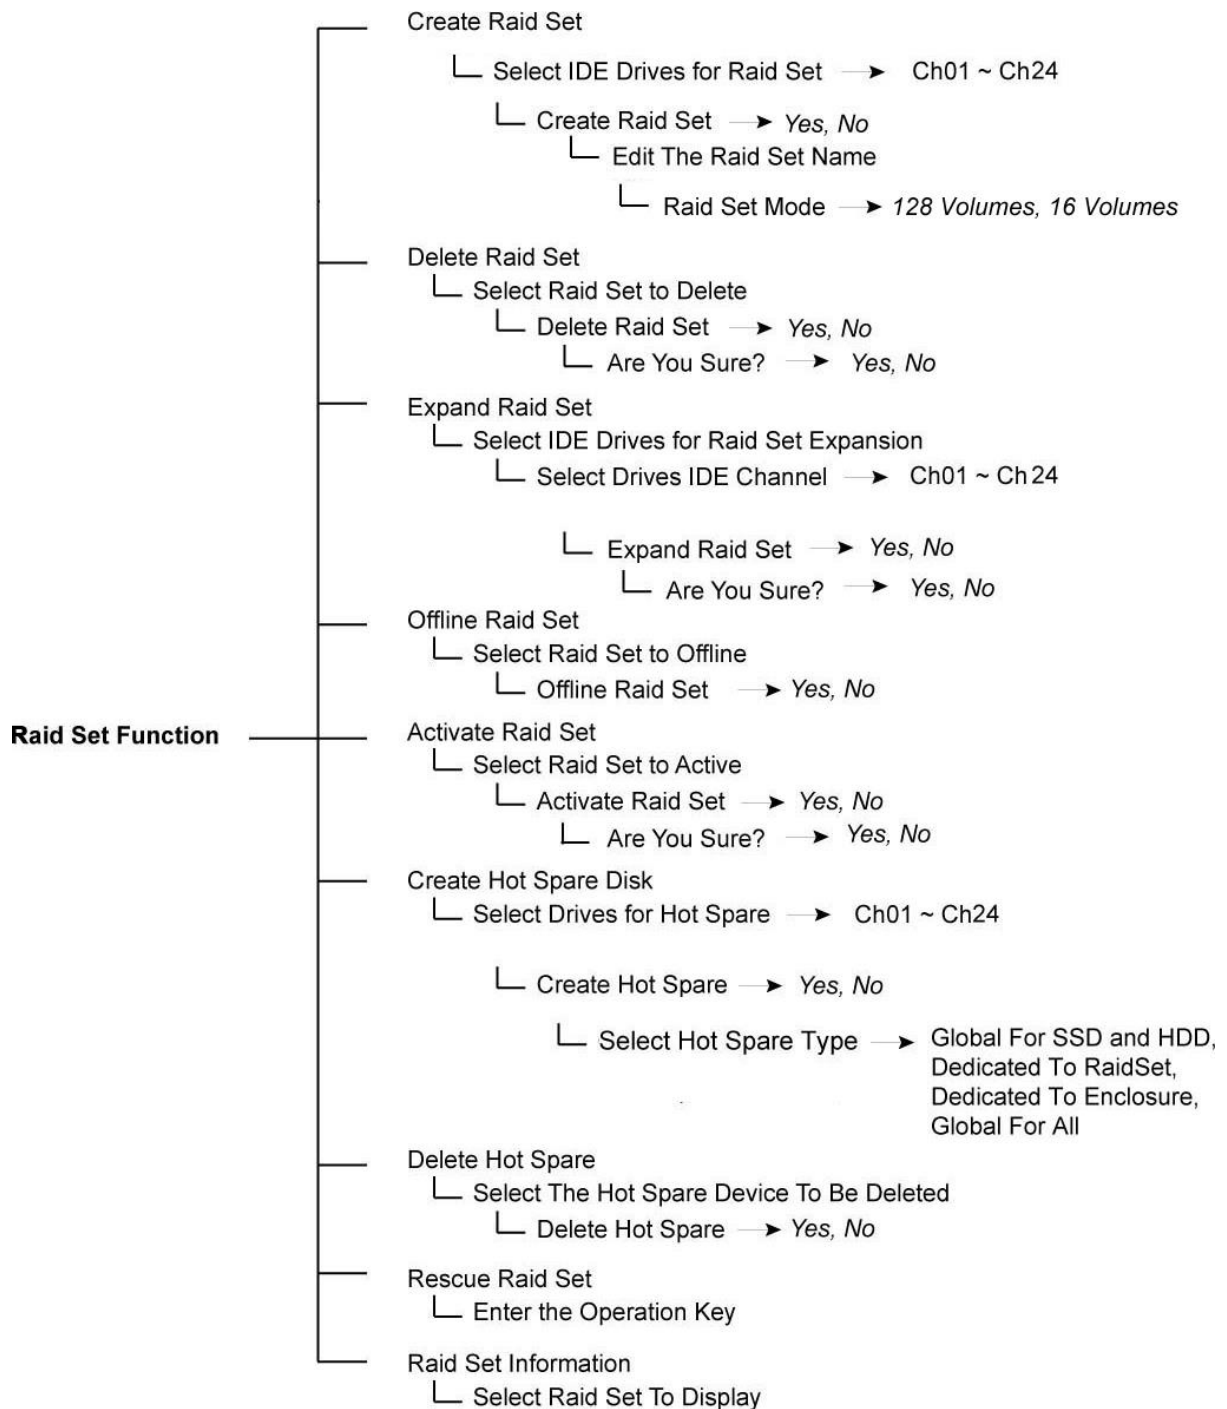 Create Raid Set
Select IDE Drives for Raid Set Ch01 ~ Ch24
Create Raid Set Yes, No
Edit The Raid Set Name
Raid Set Mode 128 Volumes, 16 Volumes
Delete Raid Set
Select Raid Set to Delete
Delete Raid Set Yes, No
Are You Sure? Yes, No
Expand Raid Set
Select IDE Drives for Raid Set Expansion
Select Drives IDE Channel Ch01 ~ Ch24
Expand Raid Set Yes, No
Are You Sure? Yes, No
Offline Raid Set
Select Raid Set to Offline
Offline Raid Set Yes, No
Raid Set Function
Activate Raid Set
Select Raid Set to Active
Activate Raid Set Yes, No
Are You Sure? Yes, No
Create Hot Spare Disk
Select Drives for Hot Spare Ch01 ~ Ch24
Create Hot Spare Yes, No
Select Hot Spare Type Global For SSD and HDD,
Dedicated To RaidSet,
Dedicated To Enclosure,
Global For All
Delete Hot Spare
Select The Hot Spare Device To Be Deleted
Delete Hot Spare Yes, No
Rescue Raid Set
Enter the Operation Key
Raid Set Information
Select Raid Set To Display